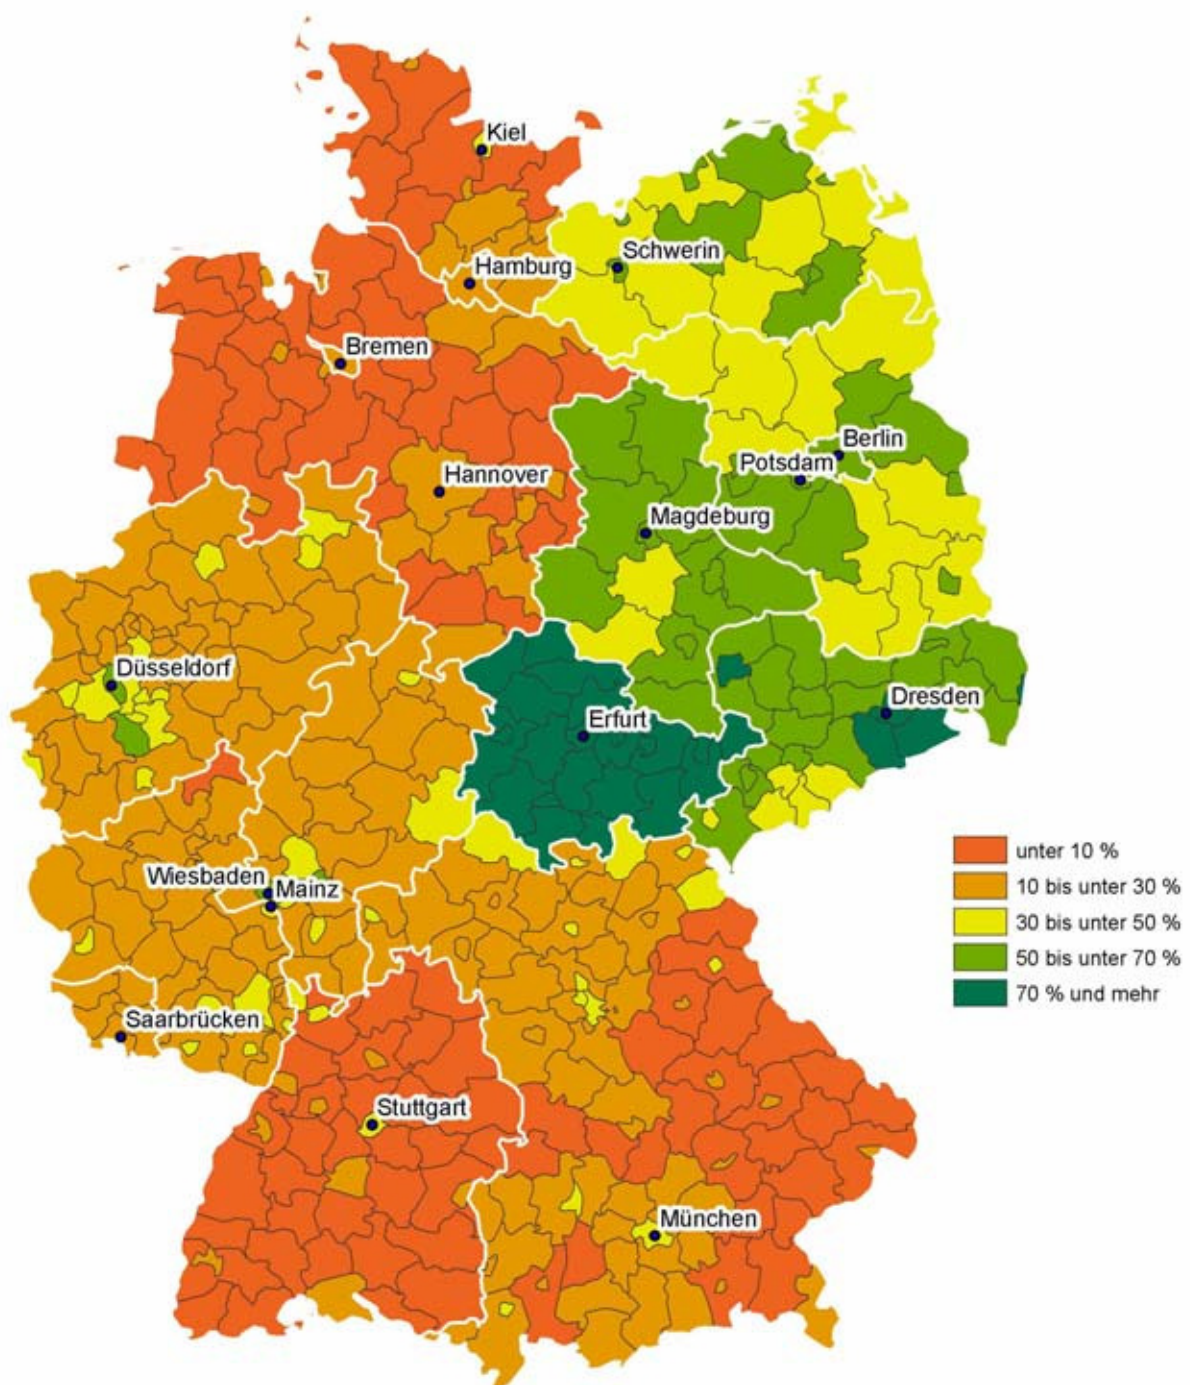 Kiel
Schwerin
Hamburg
Bremen
Berlin
Hannover
Potsdam
Magdeburg
Düsseldorf
Dresden
Erfurt
Wiesbaden
Mainz
Saarbrücken
Stuttgart
München
unter 10 %
10 bis unter 30 %
30 bis unter 50 %
50 bis unter 70 %
70 % und mehr